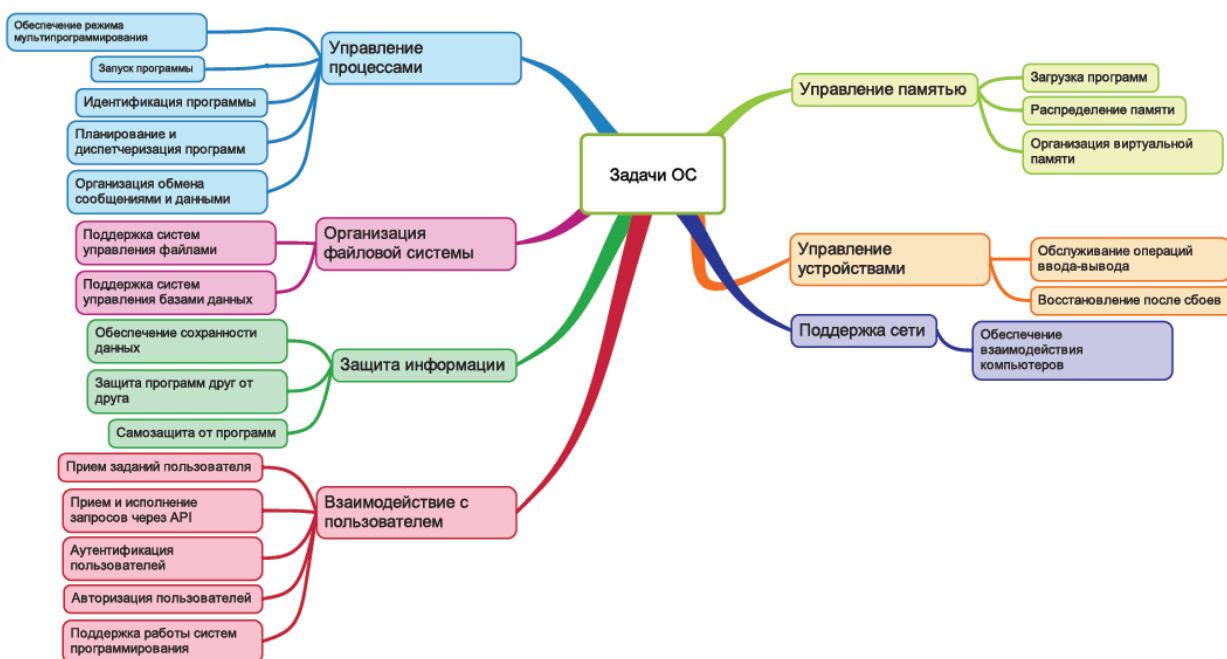 Задачи ОС
Управление
процессами
Обеспечение режима
мультипрограммирования
Запуск программы
Идентификация программы
Планирование и
диспетчеризация программ
Организация обмена
сообщениями и данными
Организация
файловой системы
Поддержка систем
управления файлами
Поддержка систем
управления базами данных
Защита информации
Обеспечение сохранности
данных
Защита программ друг от
друга
Самозащита от программ
Взаимодействие с
пользователем
Прием заданий пользователя
Прием и исполнение
запросов через API
Аутентификация
пользователей
Авторизация пользователей
Поддержка работы систем
программирования
Управление памятью
Загрузка программ
Распределение памяти
Организация виртуальной
памяти
Управление
устройствами
Обслуживание операций
ввода-вывода
Восстановление после сбоев
Поддержка сети
Обеспечение
взаимодействия
компьютеров